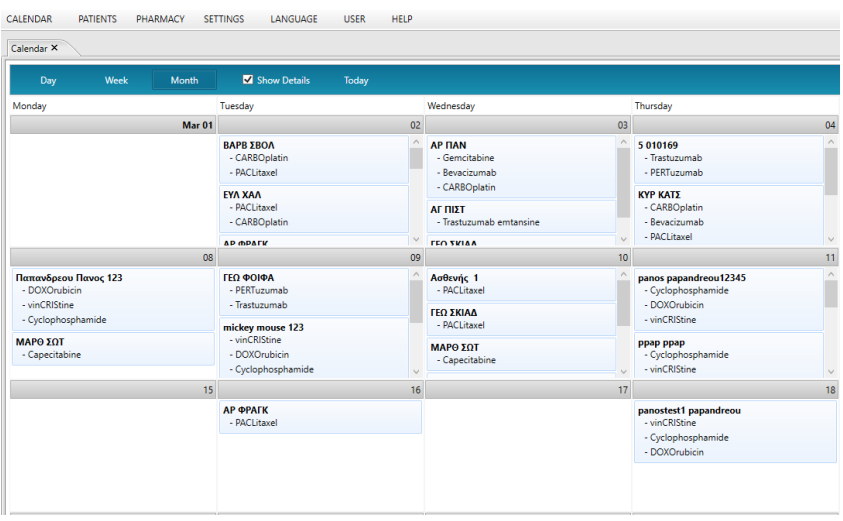 CALENDAR PATIENTS PHARMACY SETTINGS LANGUAGE USER HELP
Calendar ×
Day Week Month Show Details Today
Monday Tuesday Wednesday Thursday
Mar 01 02 03 04
ΒΑΡΒ ΣΒΟΛ
- CARBOplatin
- PACLitaxel
ΕΥΛ ΧΑΛ
- PACLitaxel
- CARBOplatin
ΑΡ ΦΡΑΓΚ
ΑΡ ΠΑΝ
- Gemcitabine
- Bevacizumab
- CARBOplatin
ΑΓ ΠΙΣΤ
- Trastuzumab emtansine
ΓΕΩ ΣΚΙΑΔ
5 010169
- Trastuzumab
- PERTuzumab
ΚΥΡ ΚΑΤΣ
- CARBOplatin
- Bevacizumab
- PACLitaxel
08 09 10 11
Παπανδρεου Πανος 123
- DOXOrubicin
- vinCRIStine
- Cyclophosphamide
ΜΑΡΘ ΣΩΤ
- Capecitabine
ΓΕΩ ΦΟΙΦΑ
- PERTuzumab
- Trastuzumab
mickey mouse 123
- vinCRIStine
- DOXOrubicin
- Cyclophosphamide
Ασθενής 1
- PACLitaxel
ΓΕΩ ΣΚΙΑΔ
- PACLitaxel
ΜΑΡΘ ΣΩΤ
- Capecitabine
panos papandreou12345
- Cyclophosphamide
- DOXOrubicin
- vinCRIStine
ppap ppap
- Cyclophosphamide
- vinCRIStine
15 16 17 18
ΑΡ ΦΡΑΓΚ
- PACLitaxel
panostest1 papandreou
- vinCRIStine
- Cyclophosphamide
- DOXOrubicin